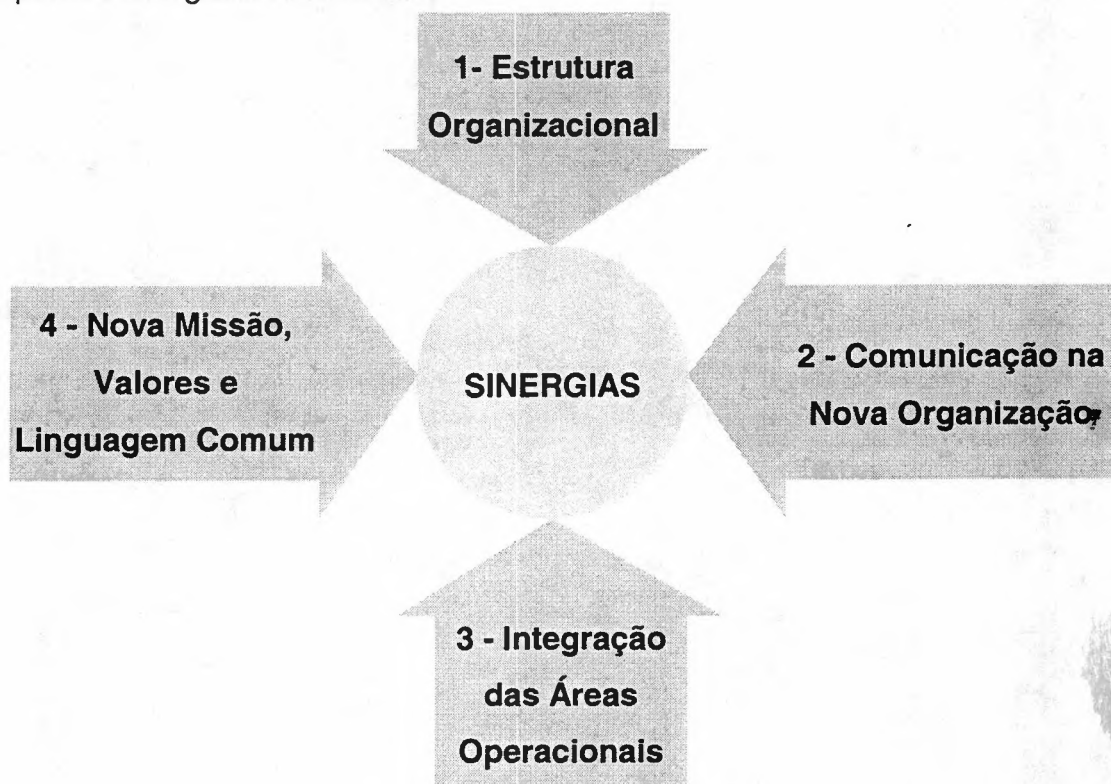 1- Estrutura
Organizacional
4 - Nova Missão,
Valores e
Linguagem Comum
SINERGIAS
2 - Comunicação na
Nova Organização
3 - Integração
das Áreas
Operacionais